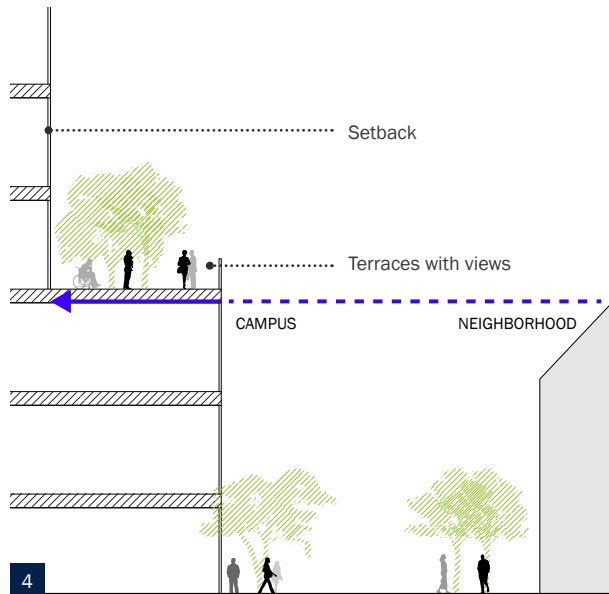 Setback
Terraces with views
CAMPUS
NEIGHBORHOOD
4